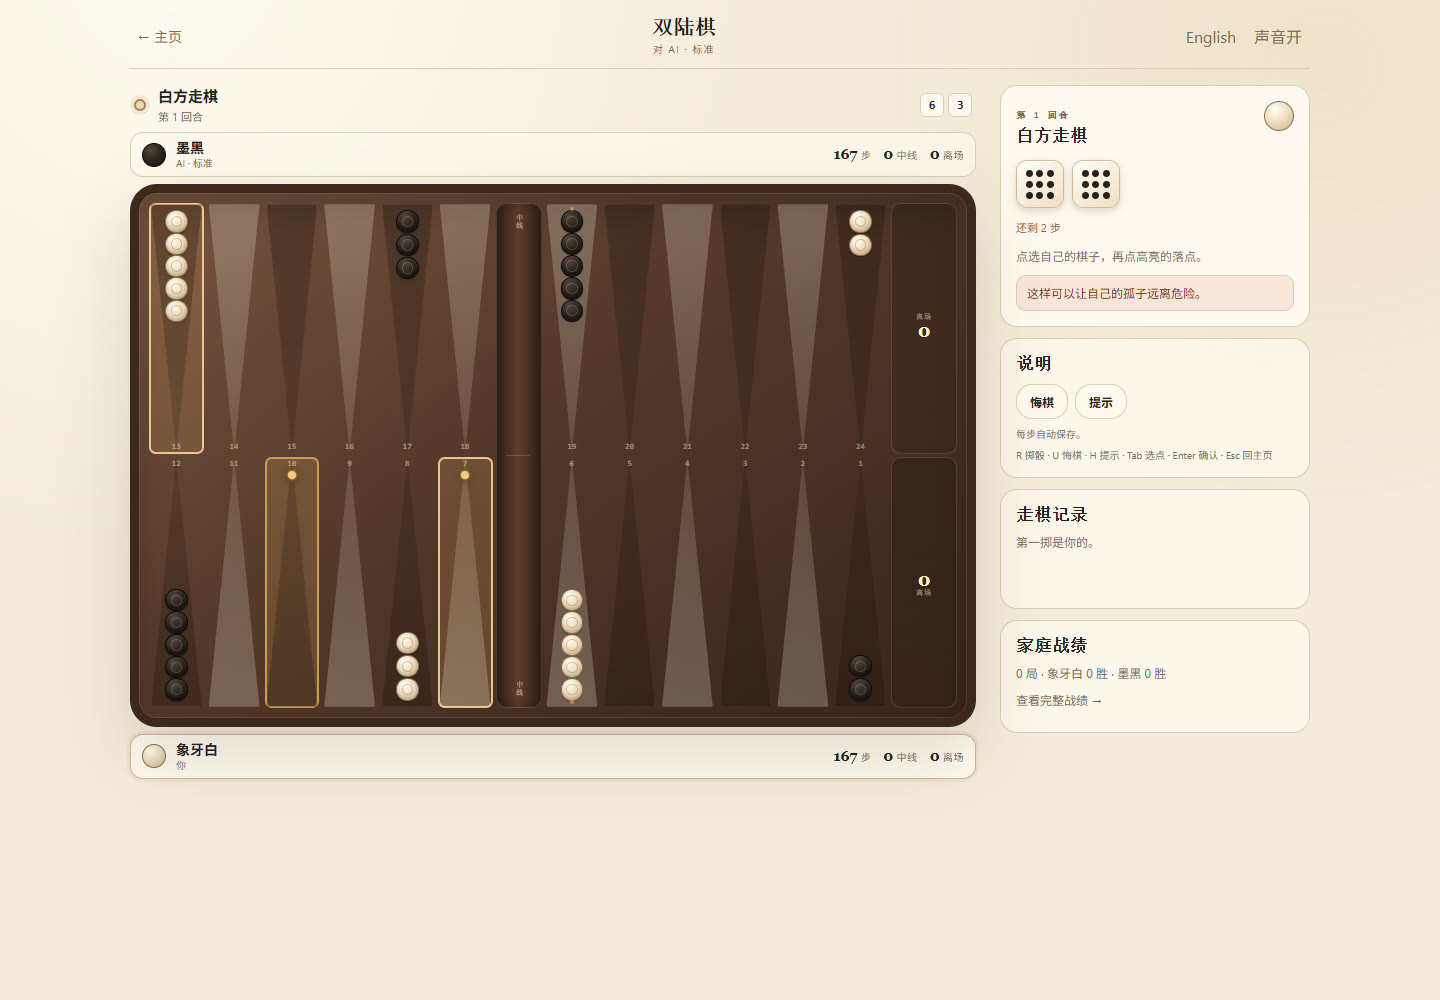 ← 主页
双陆棋
对 AI · 标准
English 声音开
白方走棋
第 1 回合
6 3
墨黑
AI · 标准
167 步 0 中线 0 离场
中线
13 14 15 16 17 18 19 20 21 22 23 24
离场
0
12 11 10 9 8 7 6 5 4 3 2 1
0
离场
中线
象牙白
你
167 步 0 中线 0 离场
第 1 回合
白方走棋
还剩 2 步
点选自己的棋子，再点高亮的落点。
这样可以让自己的孤子远离危险。
说明
悔棋 提示
每步自动保存。
R 掷骰 · U 悔棋 · H 提示 · Tab 选点 · Enter 确认 · Esc 回主页
走棋记录
第一掷是你的。
家庭战绩
0 局 · 象牙白 0 胜 · 墨黑 0 胜
查看完整战绩 →